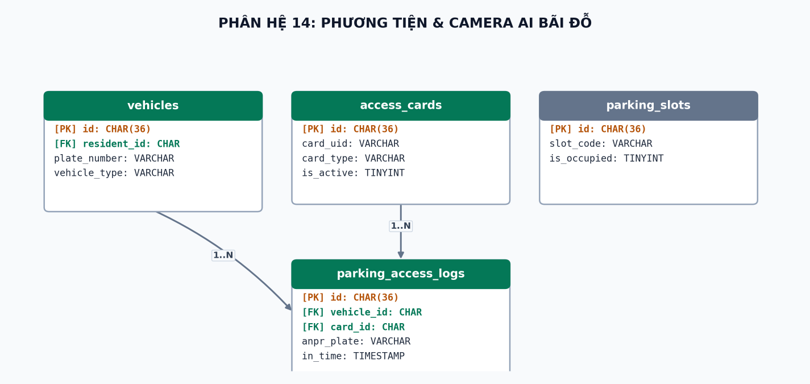 PHÂN HỆ 14: PHƯƠNG TIỆN & CAMERA AI BÃI ĐỖ
vehicles
[PK] id: CHAR(36)
[FK] resident_id: CHAR
plate_number: VARCHAR
vehicle_type: VARCHAR
access_cards
[PK] id: CHAR(36)
card_uid: VARCHAR
card_type: VARCHAR
is_active: TINYINT
parking_slots
[PK] id: CHAR(36)
slot_code: VARCHAR
is_occupied: TINYINT
1..N
1..N
parking_access_logs
[PK] id: CHAR(36)
[FK] vehicle_id: CHAR
[FK] card_id: CHAR
anpr_plate: VARCHAR
in_time: TIMESTAMP